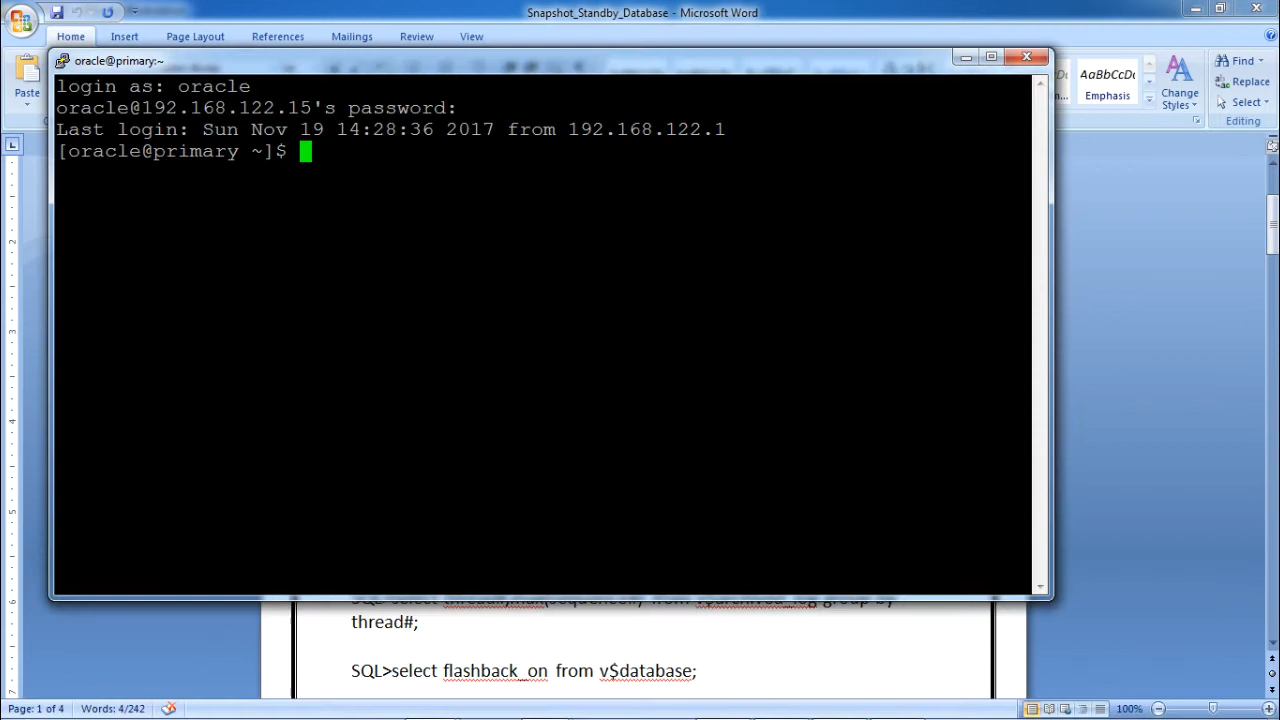 Snapshot_Standby_Database - Microsoft Word
Home Insert Page Layout References Mailings Review View
Paste
oracle@primary:~
login as: oracle
oracle@192.168.122.15's password:
Last login: Sun Nov 19 14:28:36 2017 from 192.168.122.1
[oracle@primary ~]$
AaBbCcDc
Emphasis
Change
Styles
Find
Replace
Select
Editing
group by
thread#;
SQL>select flashback_on from v$database;
Page: 1 of 4 Words: 4/242 100%